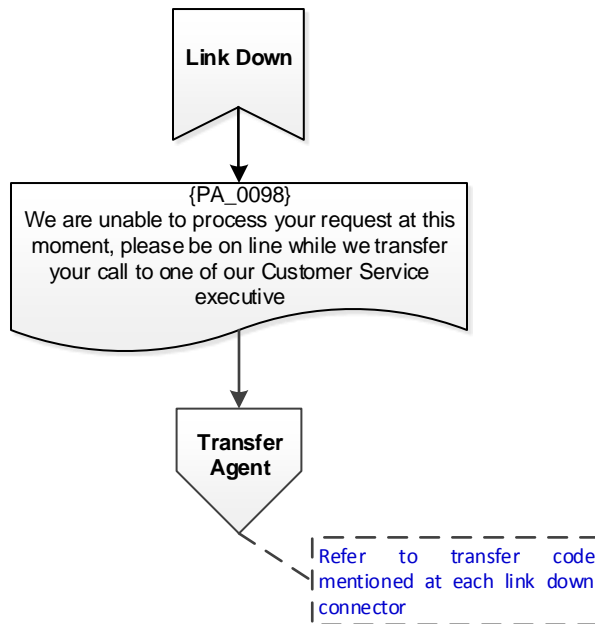 Link Down
{PA_0098}
We are unable to process your request at this
moment, please be on line while we transfer
your call to one of our Customer Service
executive
Transfer
Agent
Refer to transfer code
mentioned at each link down
connector